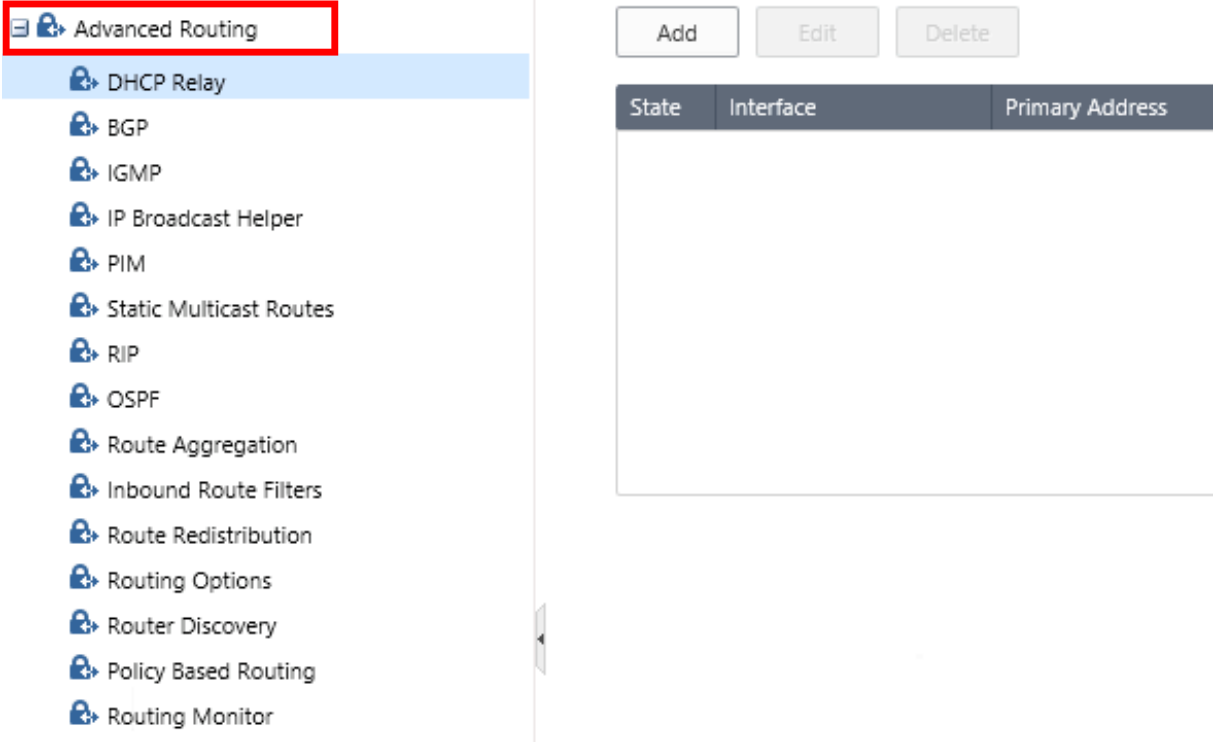 Advanced Routing
DHCP Relay
BGP
IGMP
IP Broadcast Helper
PIM
Static Multicast Routes
RIP
OSPF
Route Aggregation
Inbound Route Filters
Route Redistribution
Routing Options
Router Discovery
Policy Based Routing
Routing Monitor
Add Edit Delete
State Interface Primary Address